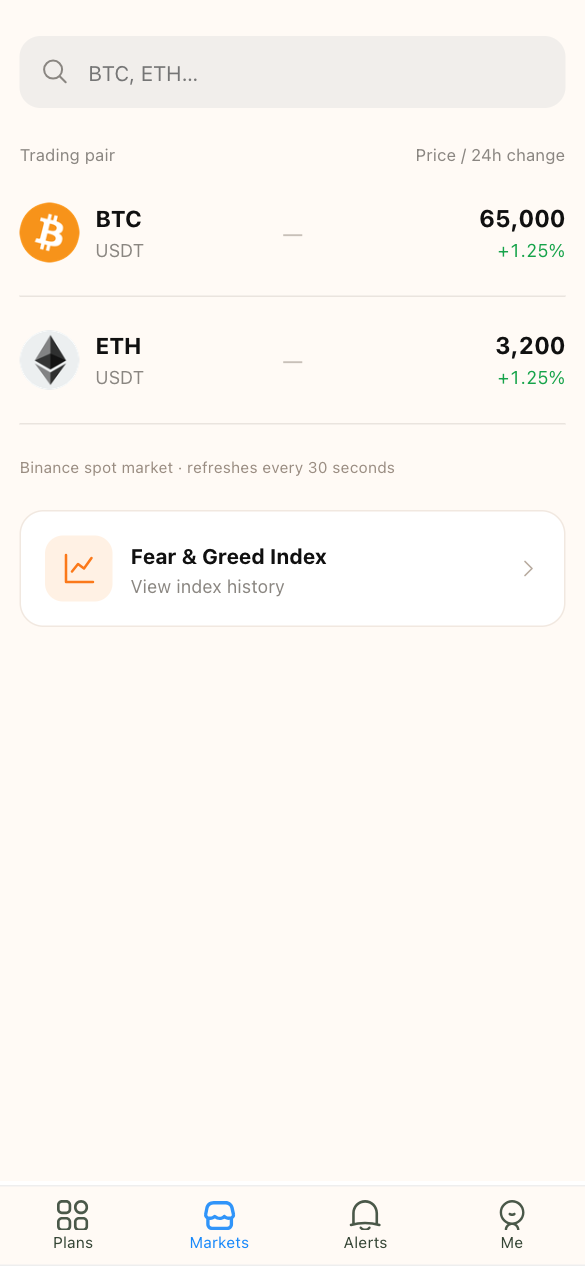 BTC, ETH...
Trading pair Price / 24h change
BTC — 65,000
USDT +1.25%
ETH — 3,200
USDT +1.25%
Binance spot market · refreshes every 30 seconds
Fear & Greed Index
View index history
Plans Markets Alerts Me